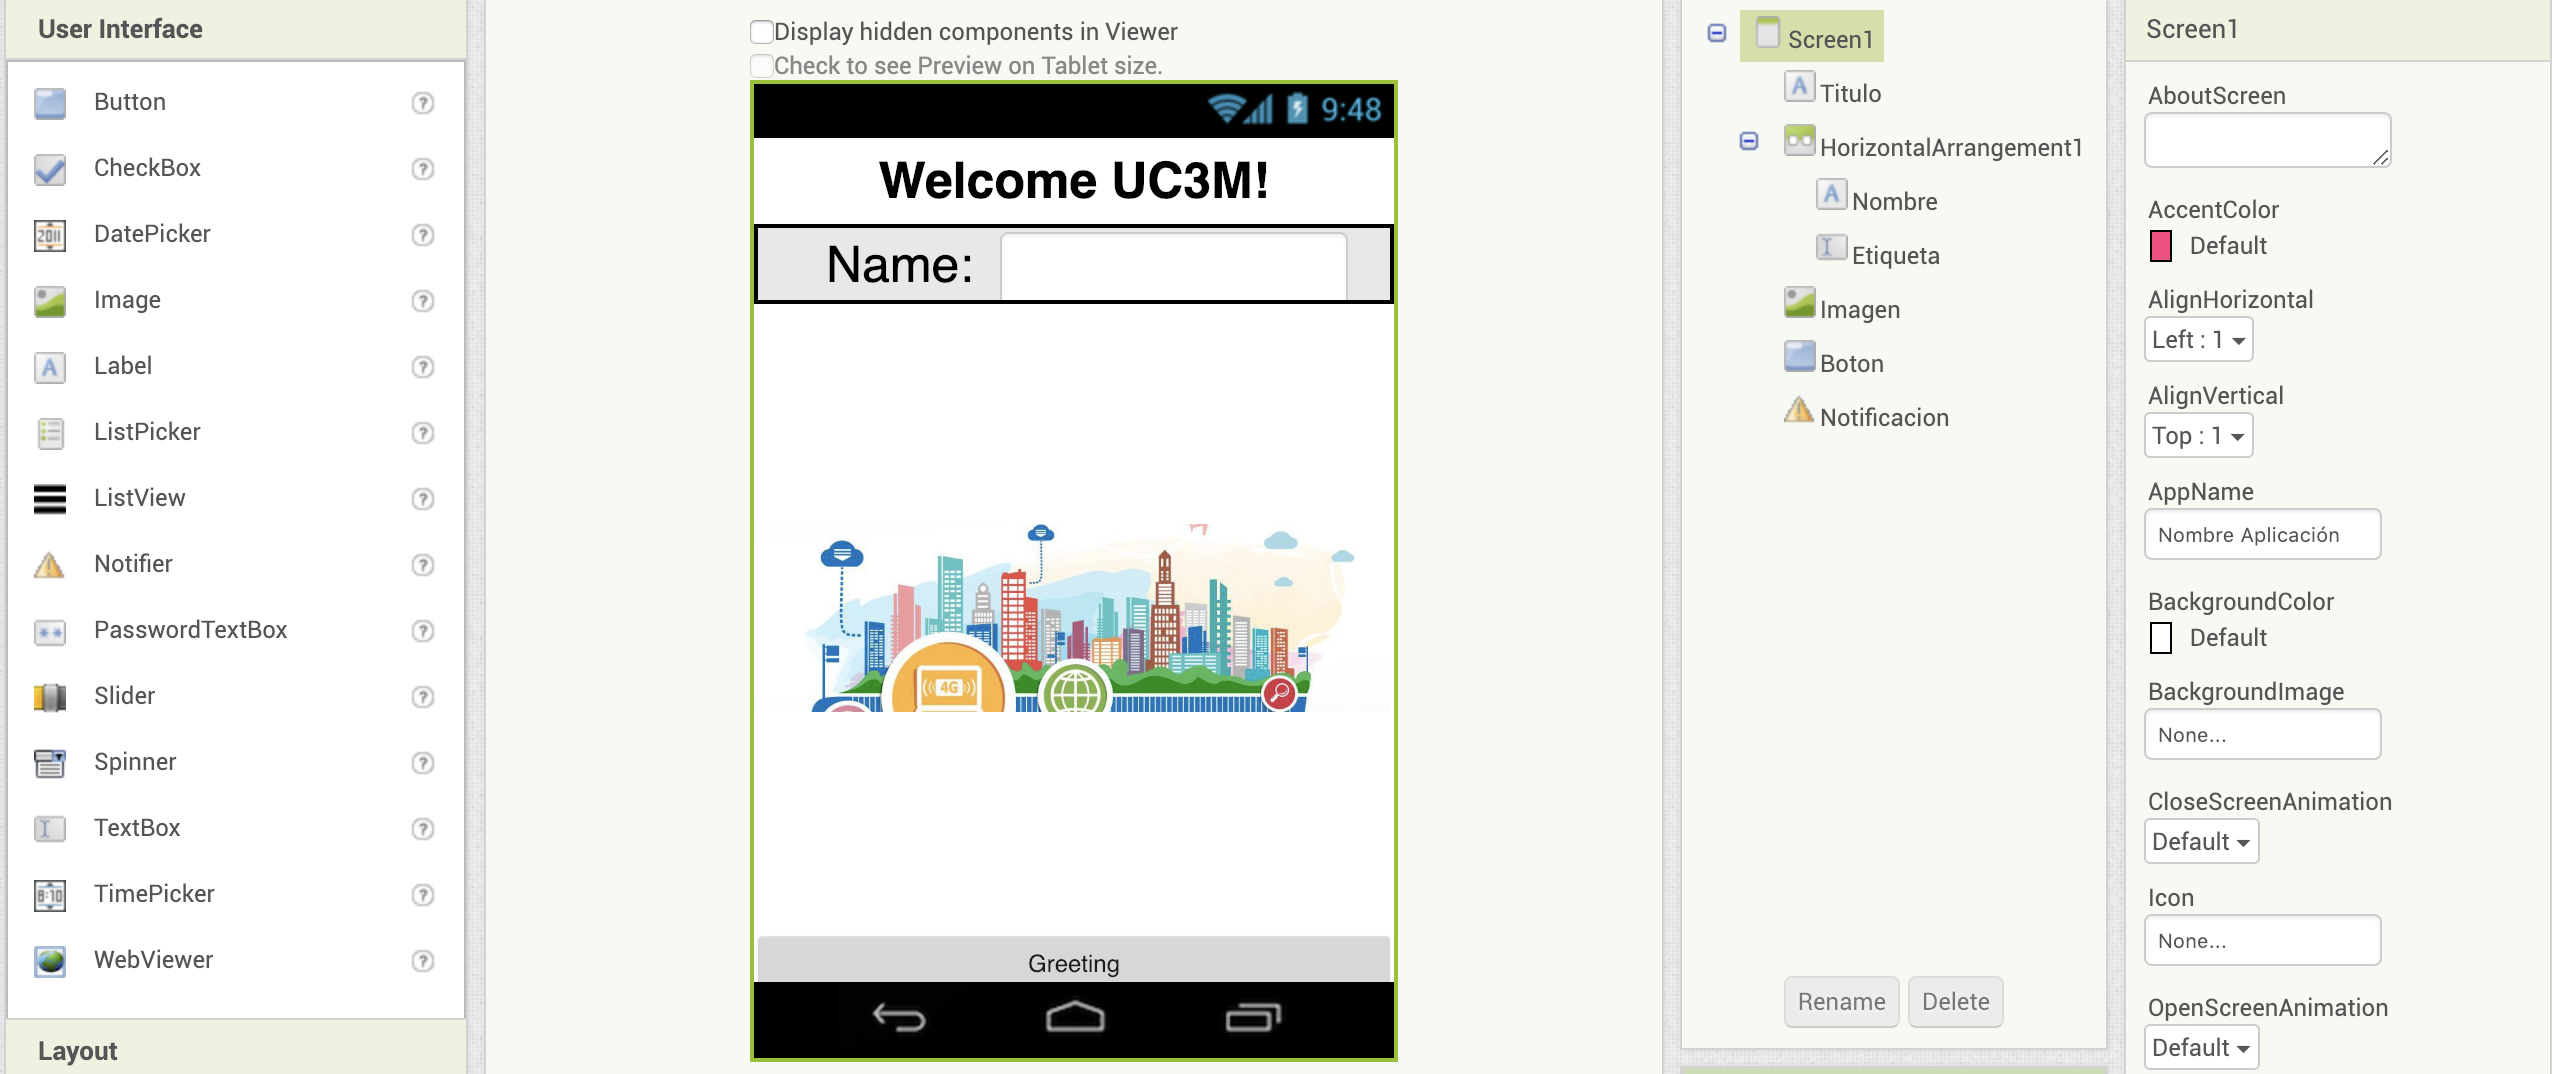 User Interface
Button
CheckBox
DatePicker
Image
Label
ListPicker
ListView
Notifier
PasswordTextBox
Slider
Spinner
TextBox
TimePicker
WebViewer
Layout
Display hidden components in Viewer
Check to see Preview on Tablet size.
9:48
Welcome UC3M!
Name:
4G
Greeting
Screen1
Titulo
HorizontalArrangement1
Nombre
Etiqueta
Imagen
Boton
Notificacion
Rename Delete
Screen1
AboutScreen
AccentColor
Default
AlignHorizontal
Left : 1
AlignVertical
Top : 1
AppName
Nombre Aplicación
BackgroundColor
Default
BackgroundImage
None...
CloseScreenAnimation
Default
Icon
None...
OpenScreenAnimation
Default